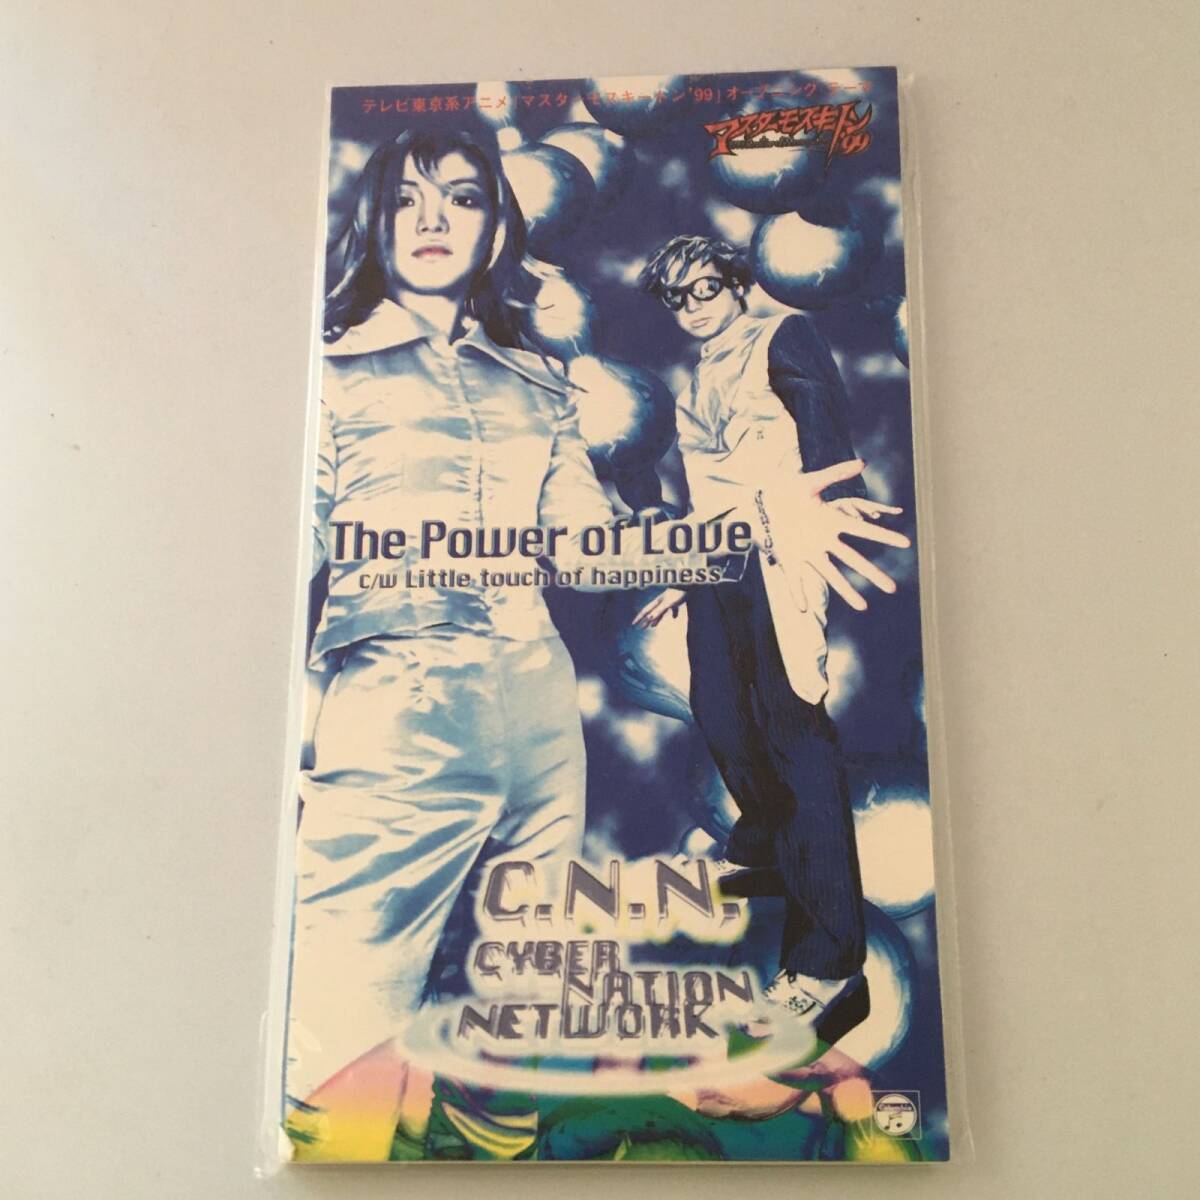 テレビ東京系アニメ「マスターモスキートン'99」オープニング テーマ
マスターモスキートン'99
The Power of Love
c/w Little touch of happiness
C.N.N.
CYBER
NATION
NETWORK
Columbia